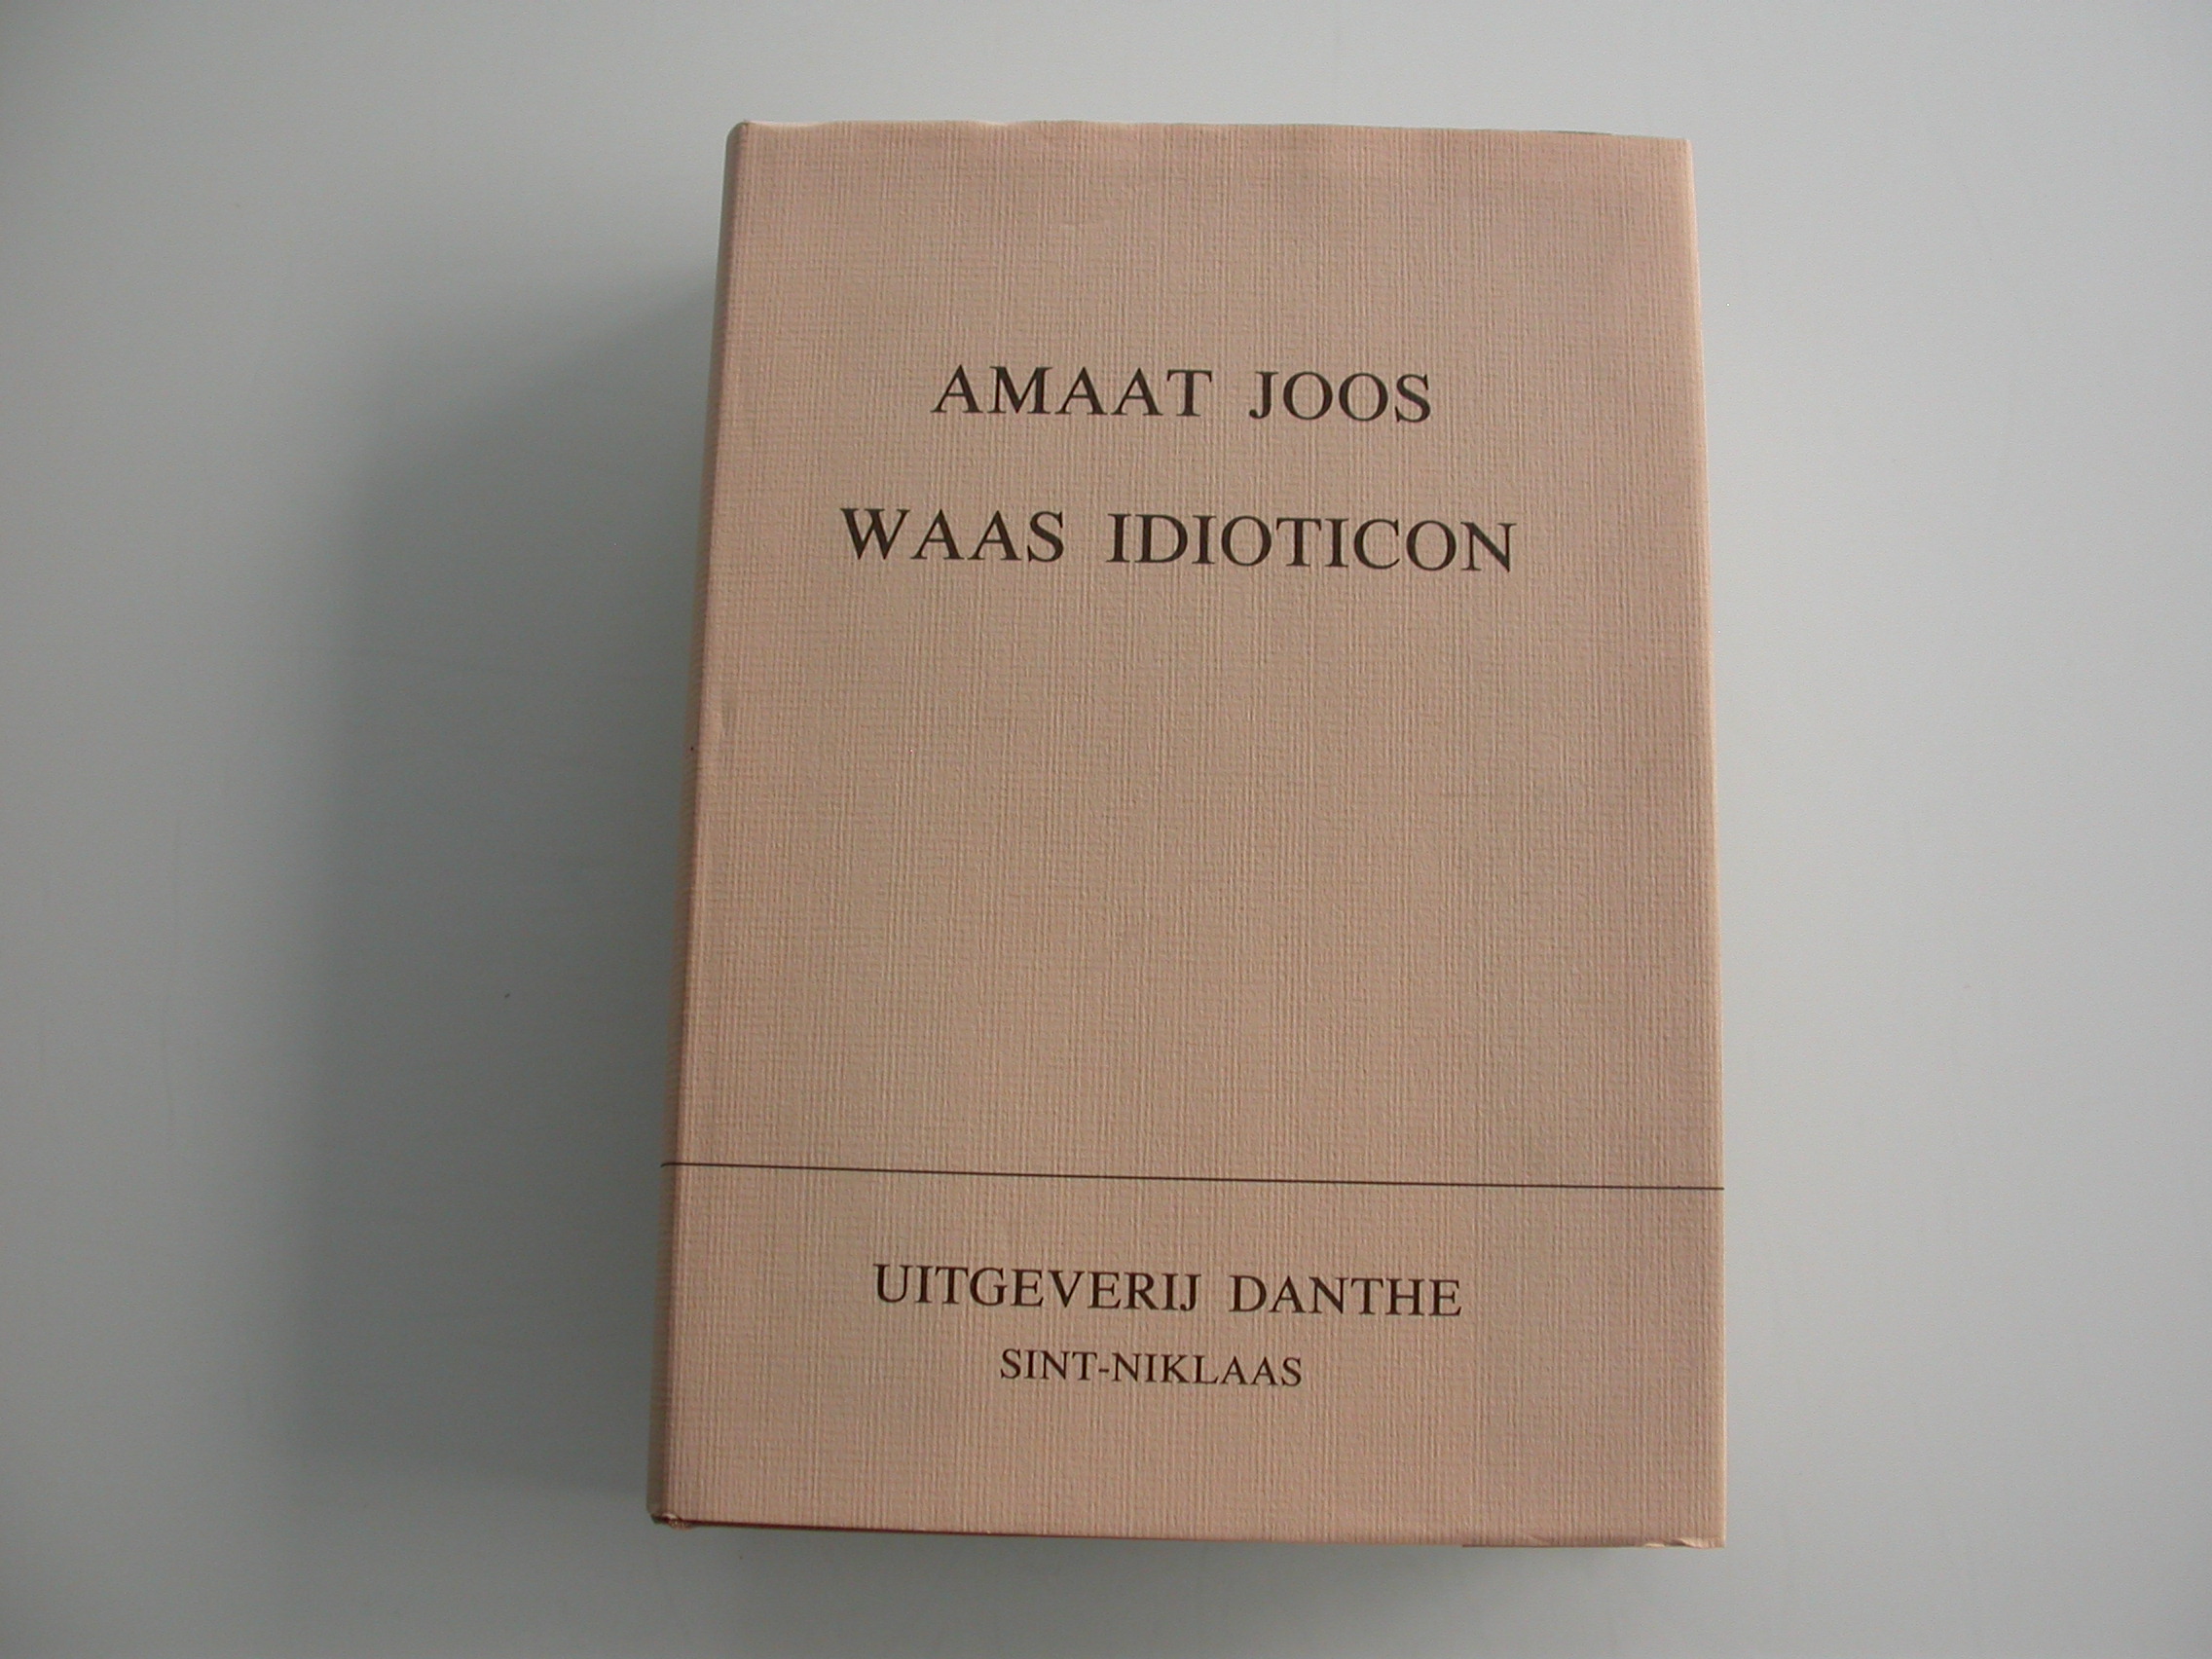 AMAAT JOOS
WAAS IDIOTICON
UITGEVERIJ DANTHE
SINT-NIKLAAS